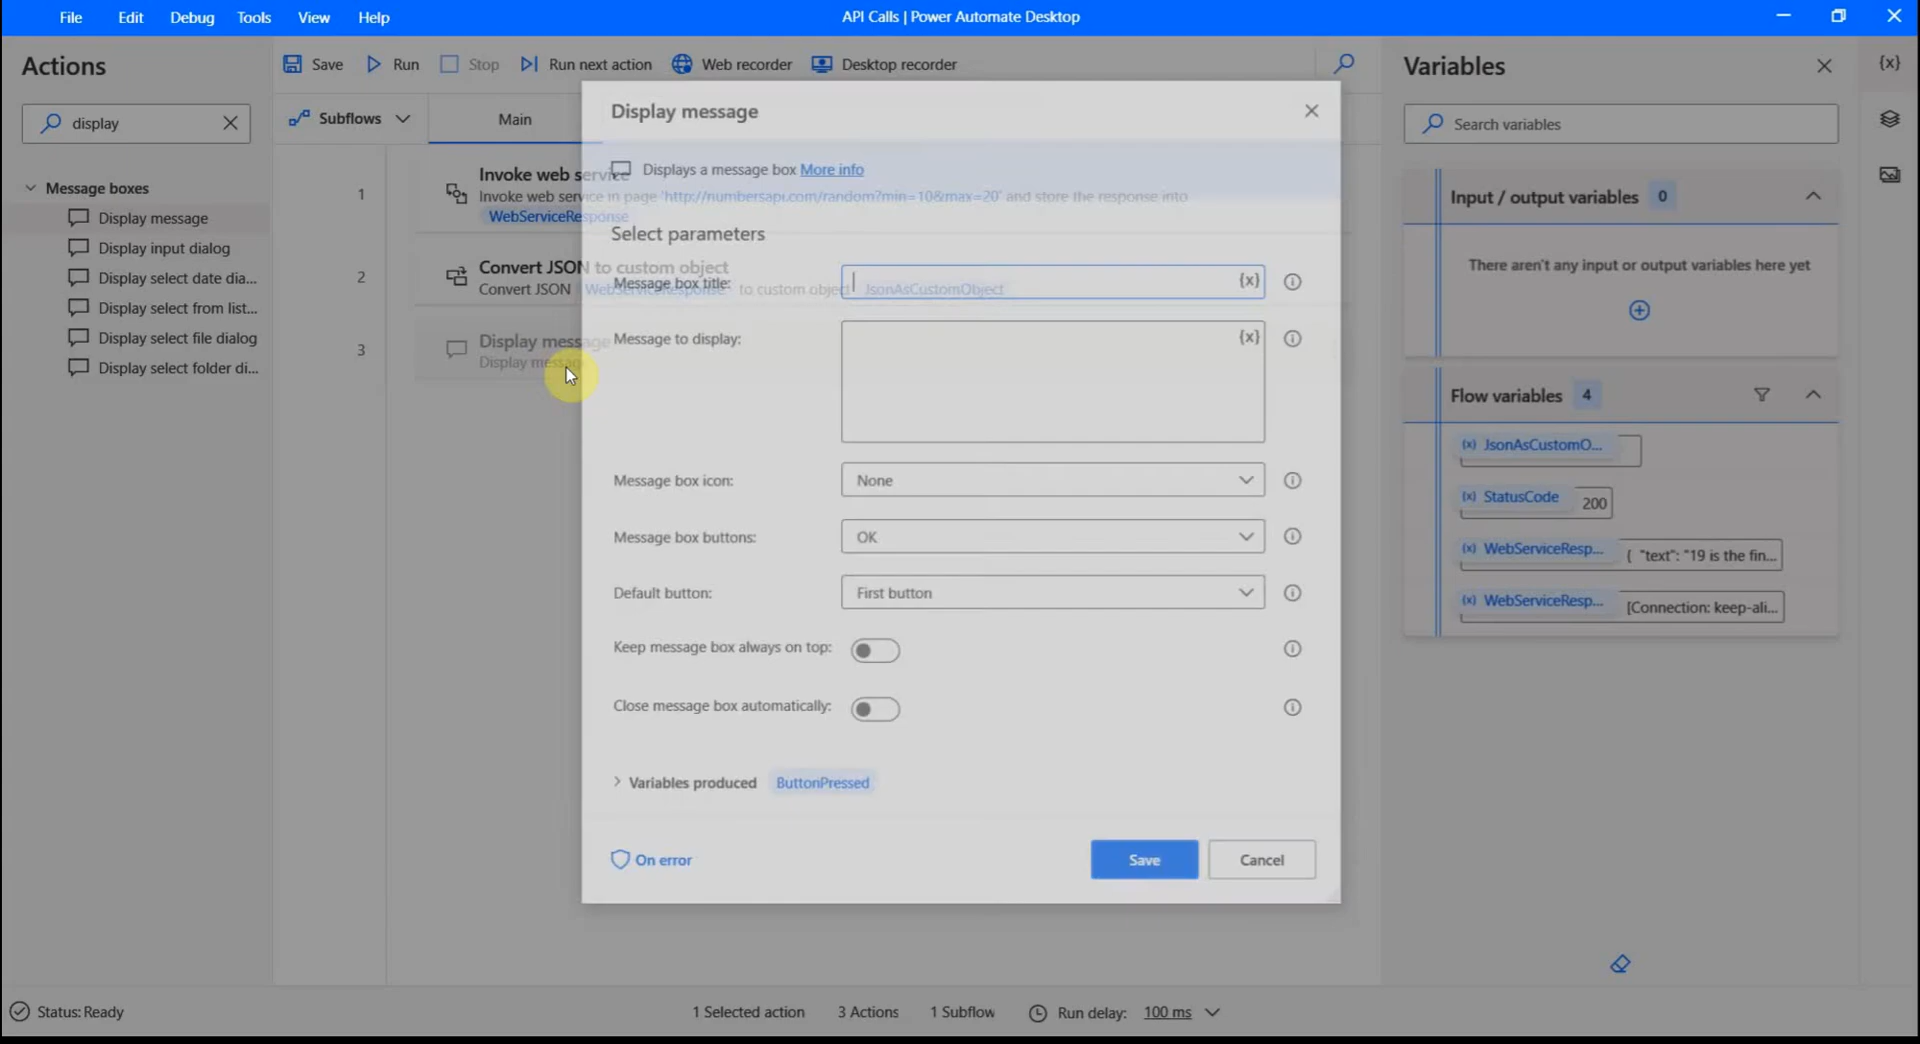 File Edit Debug Tools View Help
API Calls | Power Automate Desktop
Actions
Save Run Stop Run next action Web recorder Desktop recorder
Variables
{x}
display
Subflows
Main
Search variables
Message boxes
Display message
Display input dialog
Display select date dia...
Display select from list...
Display select file dialog
Display select folder di...
1
Invoke web service
Invoke web service in page 'http://numbersapi.com/random?min=10&max=20' and store the response into
WebServiceResponse
2
Convert JSON to custom object
Convert JSON WebServiceResponse to custom object JsonAsCustomObject
3
Display message
Display message
Display message
Displays a message box More info
Select parameters
Message box title:
{x}
Message to display:
{x}
Message box icon:
None
Message box buttons:
OK
Default button:
First button
Keep message box always on top:
Close message box automatically:
Variables produced ButtonPressed
On error
Save
Cancel
Input / output variables 0
There aren't any input or output variables here yet
Flow variables 4
(x) JsonAsCustomO...
(x) StatusCode 200
(x) WebServiceResp... { "text": "19 is the fin...
(x) WebServiceResp... [Connection: keep-ali...
Status: Ready
1 Selected action
3 Actions
1 Subflow
Run delay: 100 ms